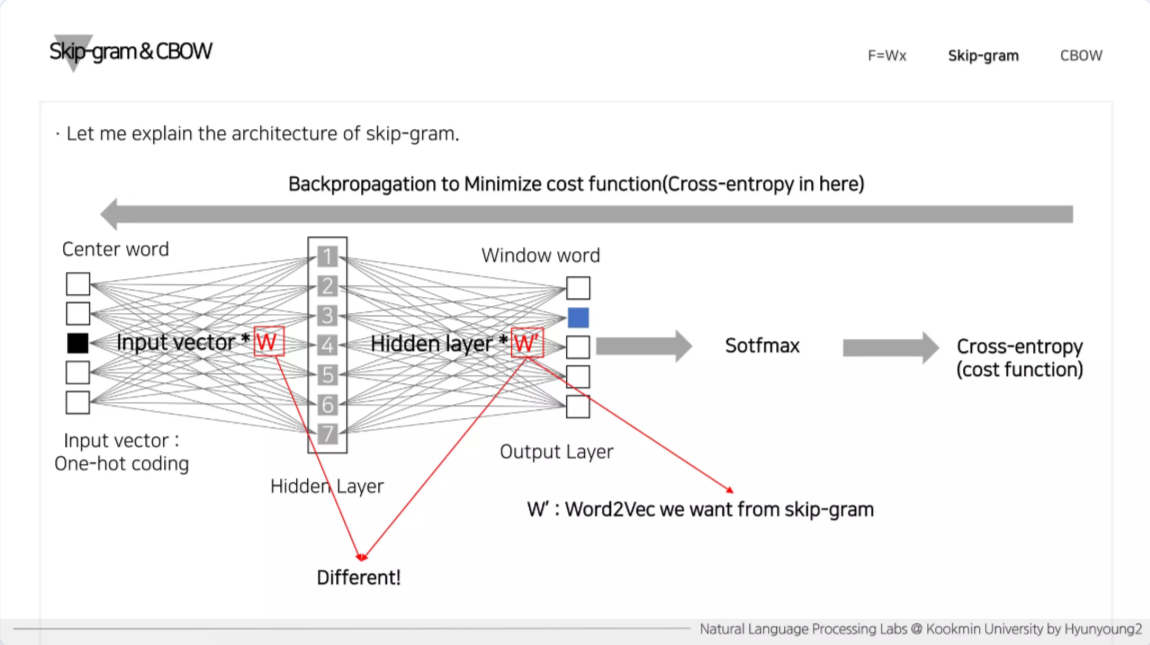 Skip-gram & CBOW
F=Wx
Skip-gram
CBOW
· Let me explain the architecture of skip-gram.
Backpropagation to Minimize cost function(Cross-entropy in here)
Center word
Window word
1
2
3
4
5
6
7
Input vector * W
Hidden layer * W'
Sotfmax
Cross-entropy
(cost function)
Input vector :
One-hot coding
Hidden Layer
Output Layer
W' : Word2Vec we want from skip-gram
Different!
Natural Language Processing Labs @ Kookmin University by Hyunyoung2